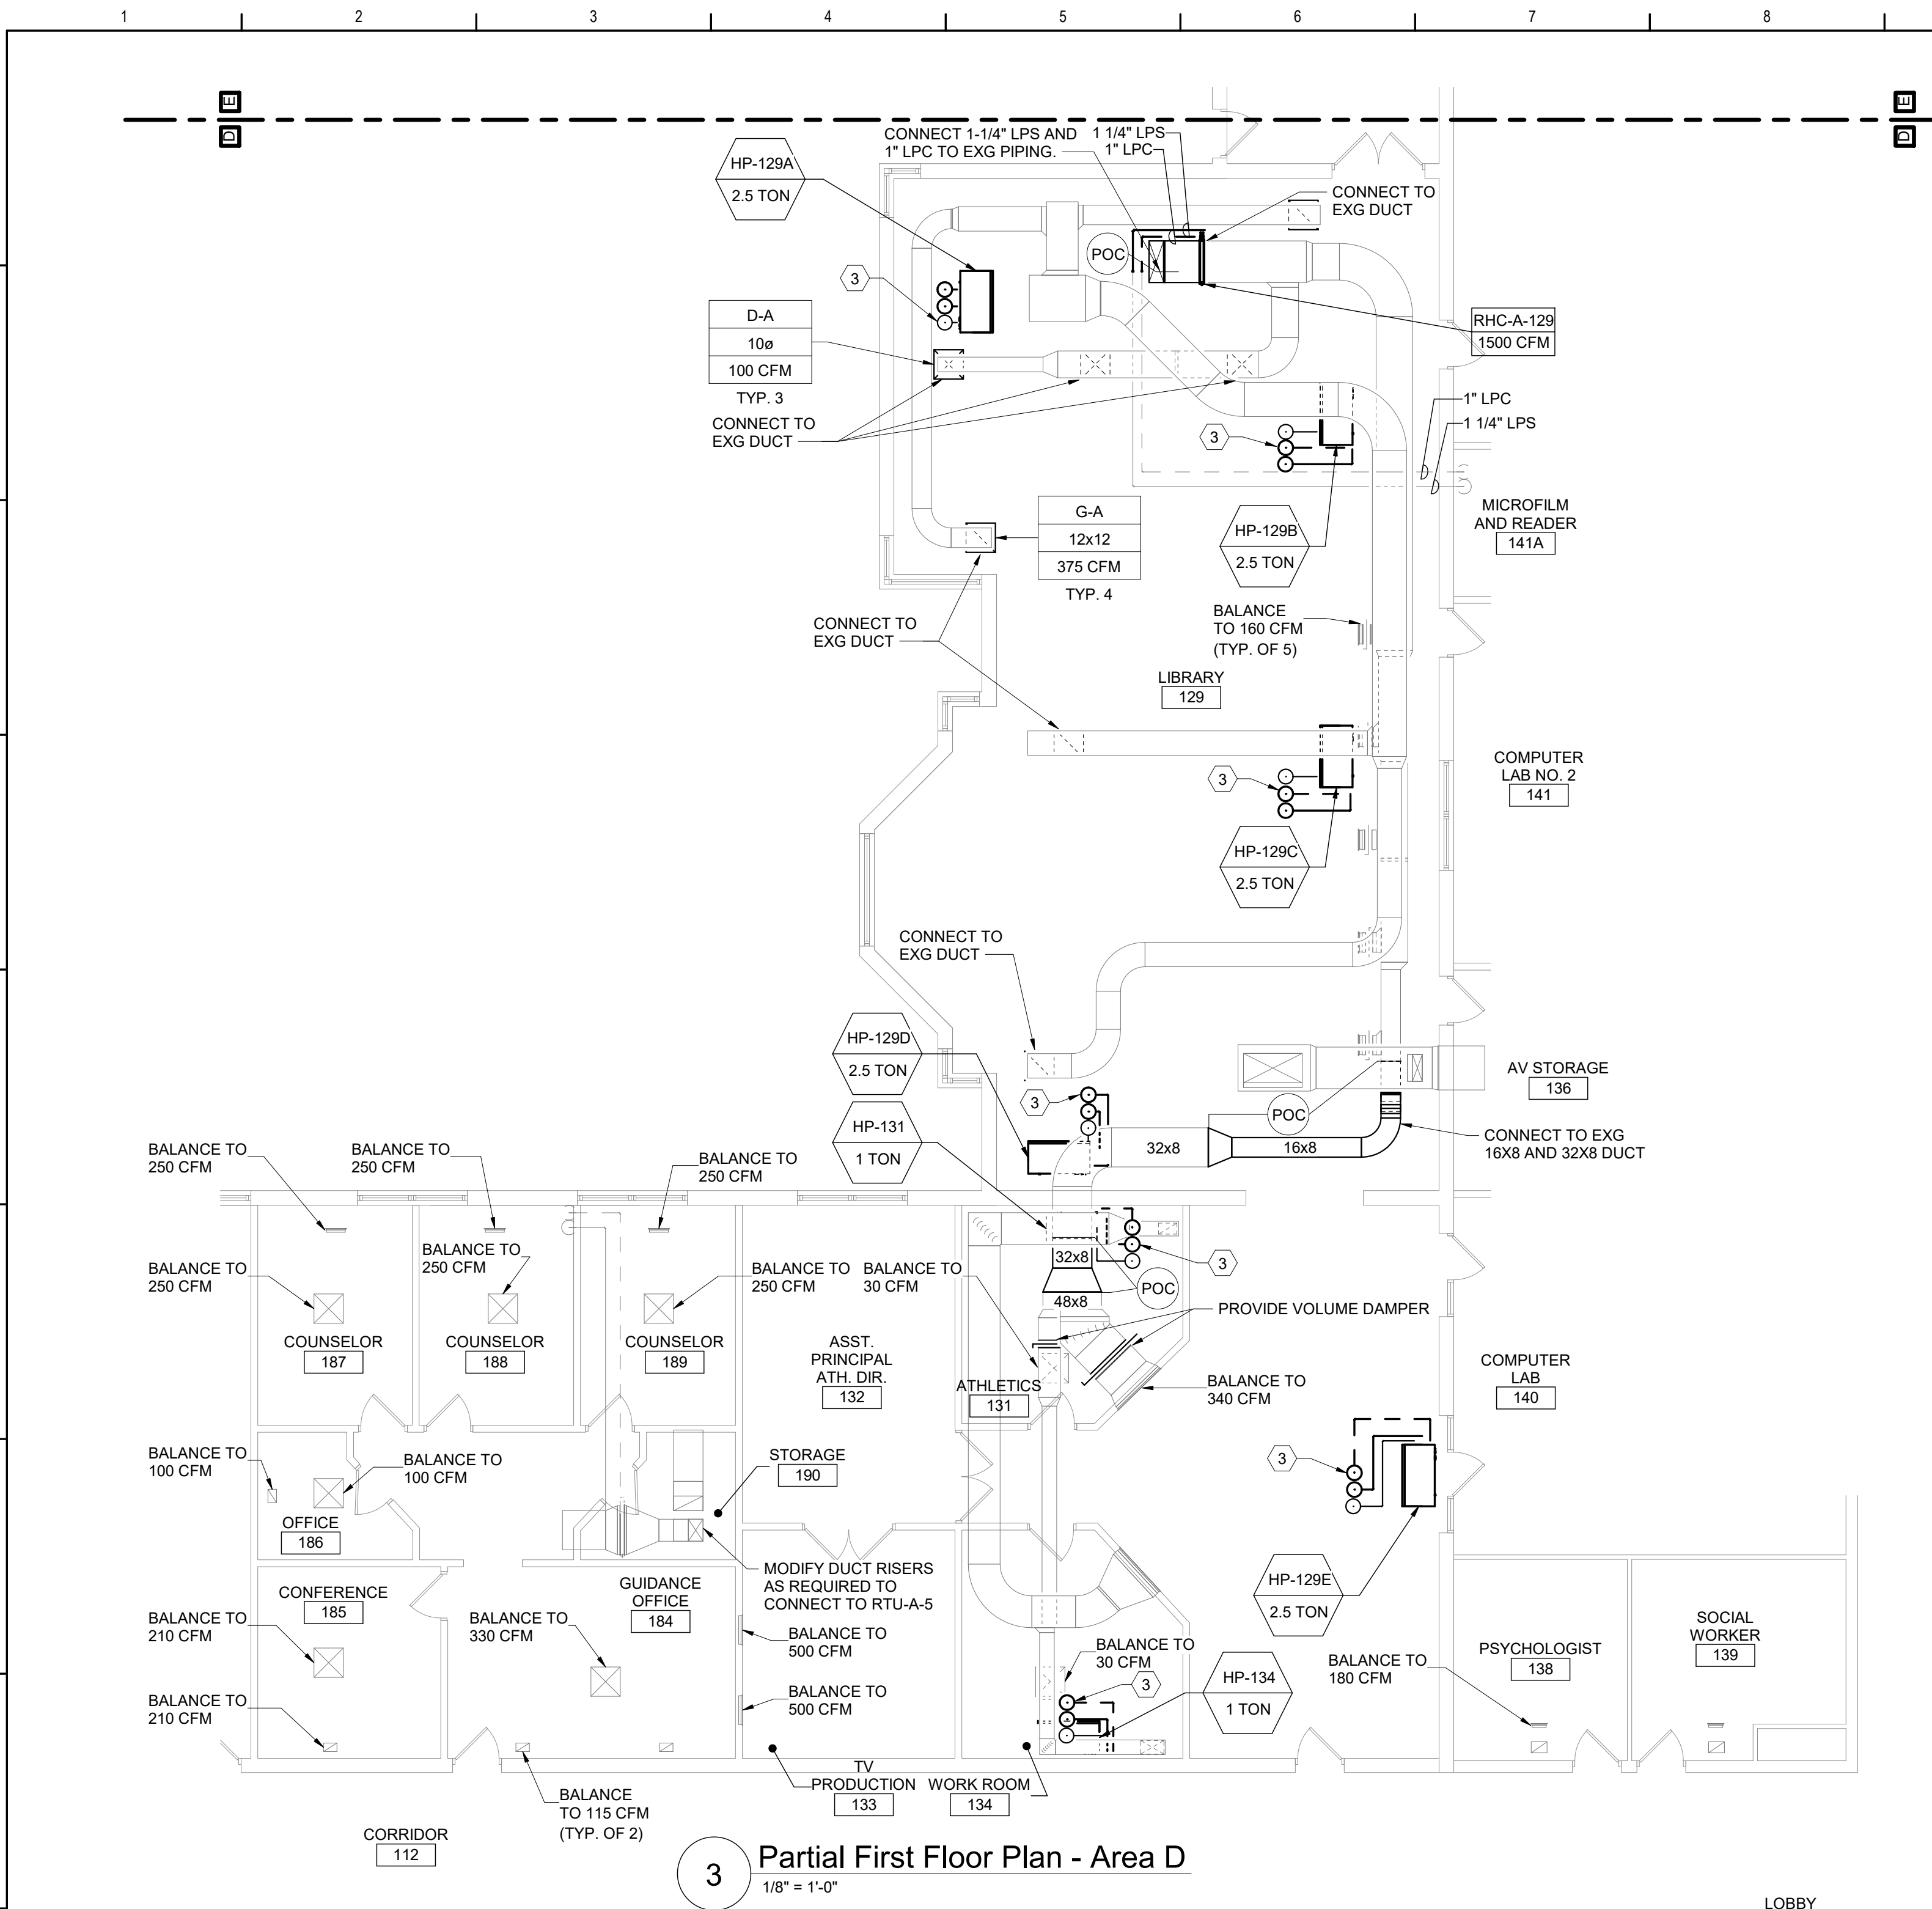 1 2 3 4 5 6 7 8
E
D
E
D
CONNECT 1-1/4" LPS AND
1" LPC TO EXG PIPING.
1 1/4" LPS
1" LPC
HP-129A
2.5 TON
CONNECT TO
EXG DUCT
POC
3
D-A
10ø
100 CFM
TYP. 3
RHC-A-129
1500 CFM
CONNECT TO
EXG DUCT
1" LPC
1 1/4" LPS
3
G-A
12x12
375 CFM
TYP. 4
HP-129B
2.5 TON
MICROFILM
AND READER
141A
CONNECT TO
EXG DUCT
BALANCE
TO 160 CFM
(TYP. OF 5)
LIBRARY
129
3
COMPUTER
LAB NO. 2
141
HP-129C
2.5 TON
CONNECT TO
EXG DUCT
HP-129D
2.5 TON
AV STORAGE
136
3
POC
HP-131
1 TON
32x8
16x8
CONNECT TO EXG
16X8 AND 32X8 DUCT
BALANCE TO
250 CFM
BALANCE TO
250 CFM
BALANCE TO
250 CFM
BALANCE TO
250 CFM
BALANCE TO
250 CFM
BALANCE TO
250 CFM
BALANCE TO
30 CFM
32x8
3
48x8
POC
PROVIDE VOLUME DAMPER
COUNSELOR
187
COUNSELOR
188
COUNSELOR
189
ASST.
PRINCIPAL
ATH. DIR.
132
ATHLETICS
131
BALANCE TO
340 CFM
COMPUTER
LAB
140
BALANCE TO
100 CFM
BALANCE TO
100 CFM
STORAGE
190
3
OFFICE
186
MODIFY DUCT RISERS
AS REQUIRED TO
CONNECT TO RTU-A-5
CONFERENCE
185
GUIDANCE
OFFICE
184
HP-129E
2.5 TON
BALANCE TO
210 CFM
BALANCE TO
330 CFM
BALANCE TO
500 CFM
BALANCE TO
30 CFM
3
HP-134
1 TON
BALANCE TO
180 CFM
PSYCHOLOGIST
138
SOCIAL
WORKER
139
BALANCE TO
210 CFM
BALANCE TO
500 CFM
BALANCE
TO 115 CFM
(TYP. OF 2)
TV
PRODUCTION
133
WORK ROOM
134
CORRIDOR
112
3
Partial First Floor Plan - Area D
1/8" = 1'-0"
LOBBY